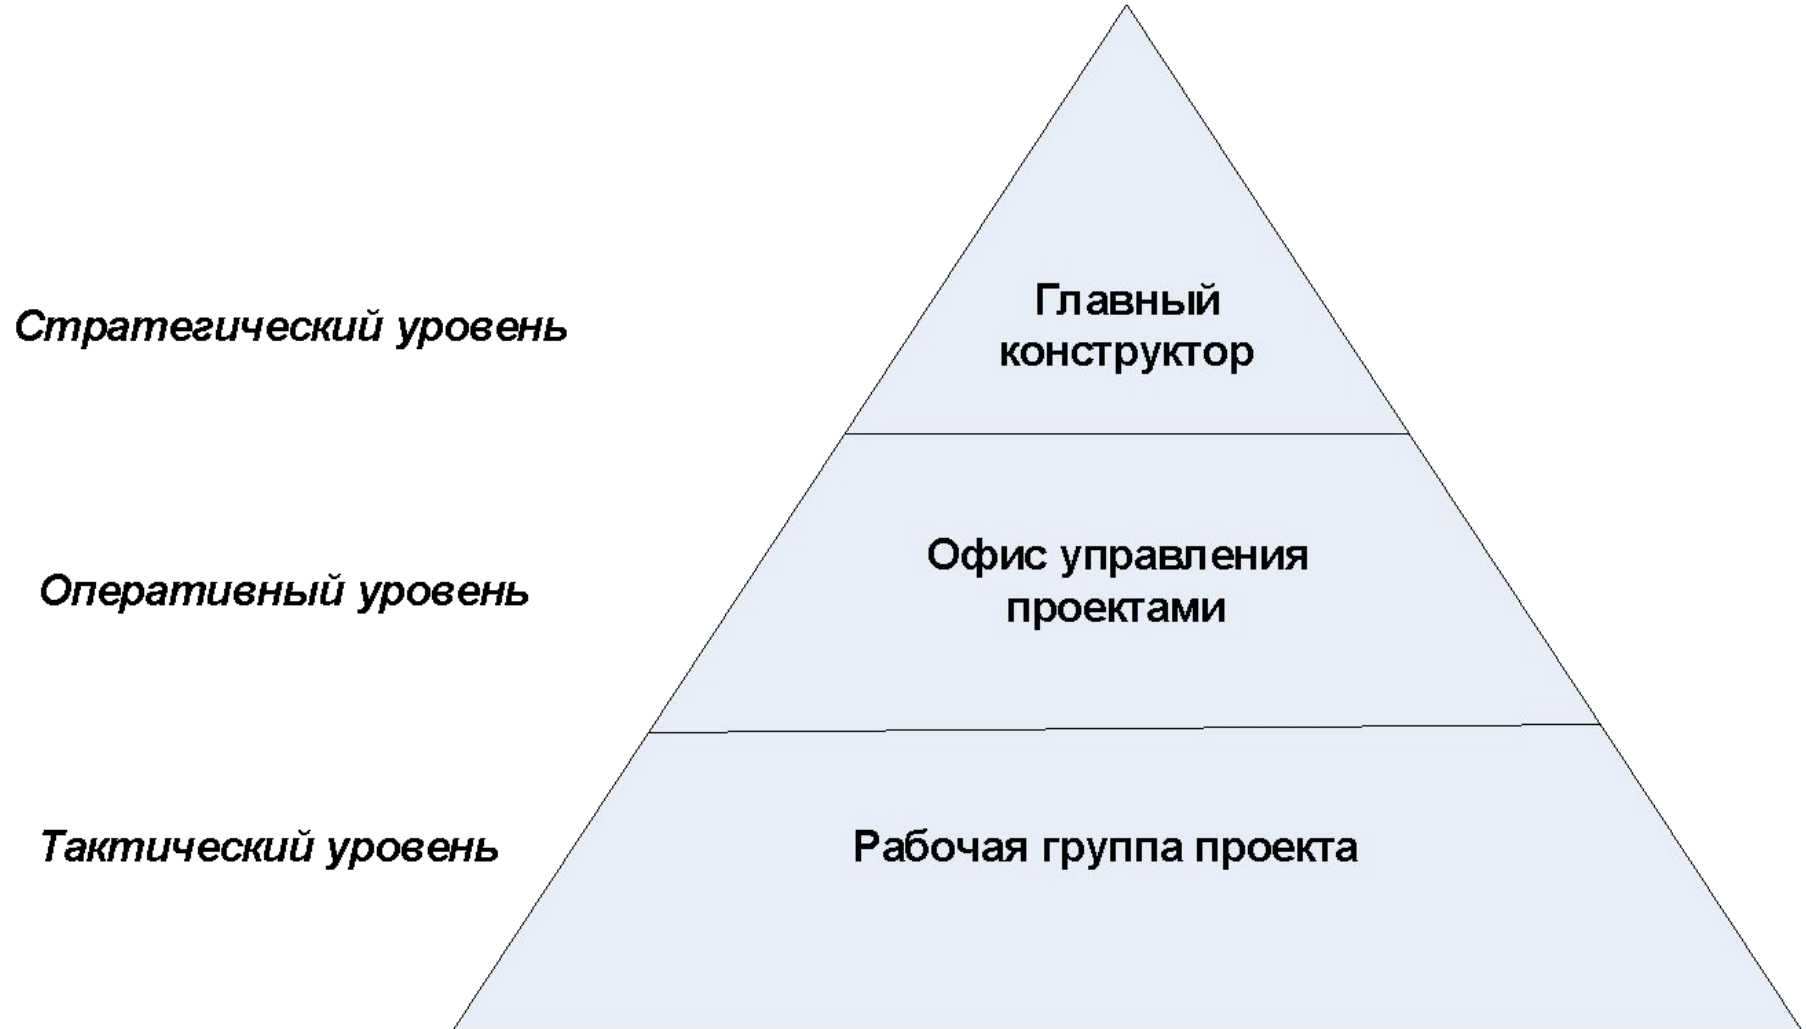 Стратегический уровень
Главный
конструктор
Оперативный уровень
Офис управления
проектами
Тактический уровень
Рабочая группа проекта